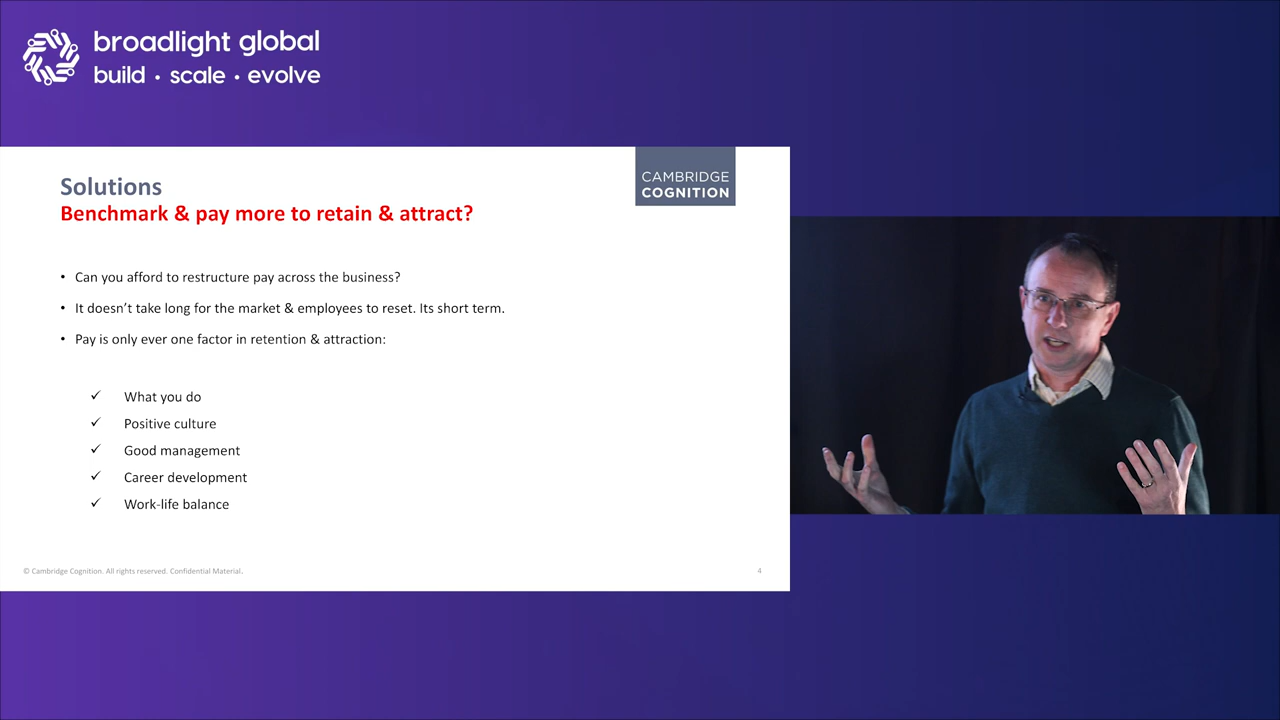 broadlight global
build • scale • evolve
CAMBRIDGE
COGNITION
Solutions
Benchmark & pay more to retain & attract?
• Can you afford to restructure pay across the business?
• It doesn’t take long for the market & employees to reset. Its short term.
• Pay is only ever one factor in retention & attraction:
✓ What you do
✓ Positive culture
✓ Good management
✓ Career development
✓ Work-life balance
© Cambridge Cognition. All rights reserved. Confidential Material.
4